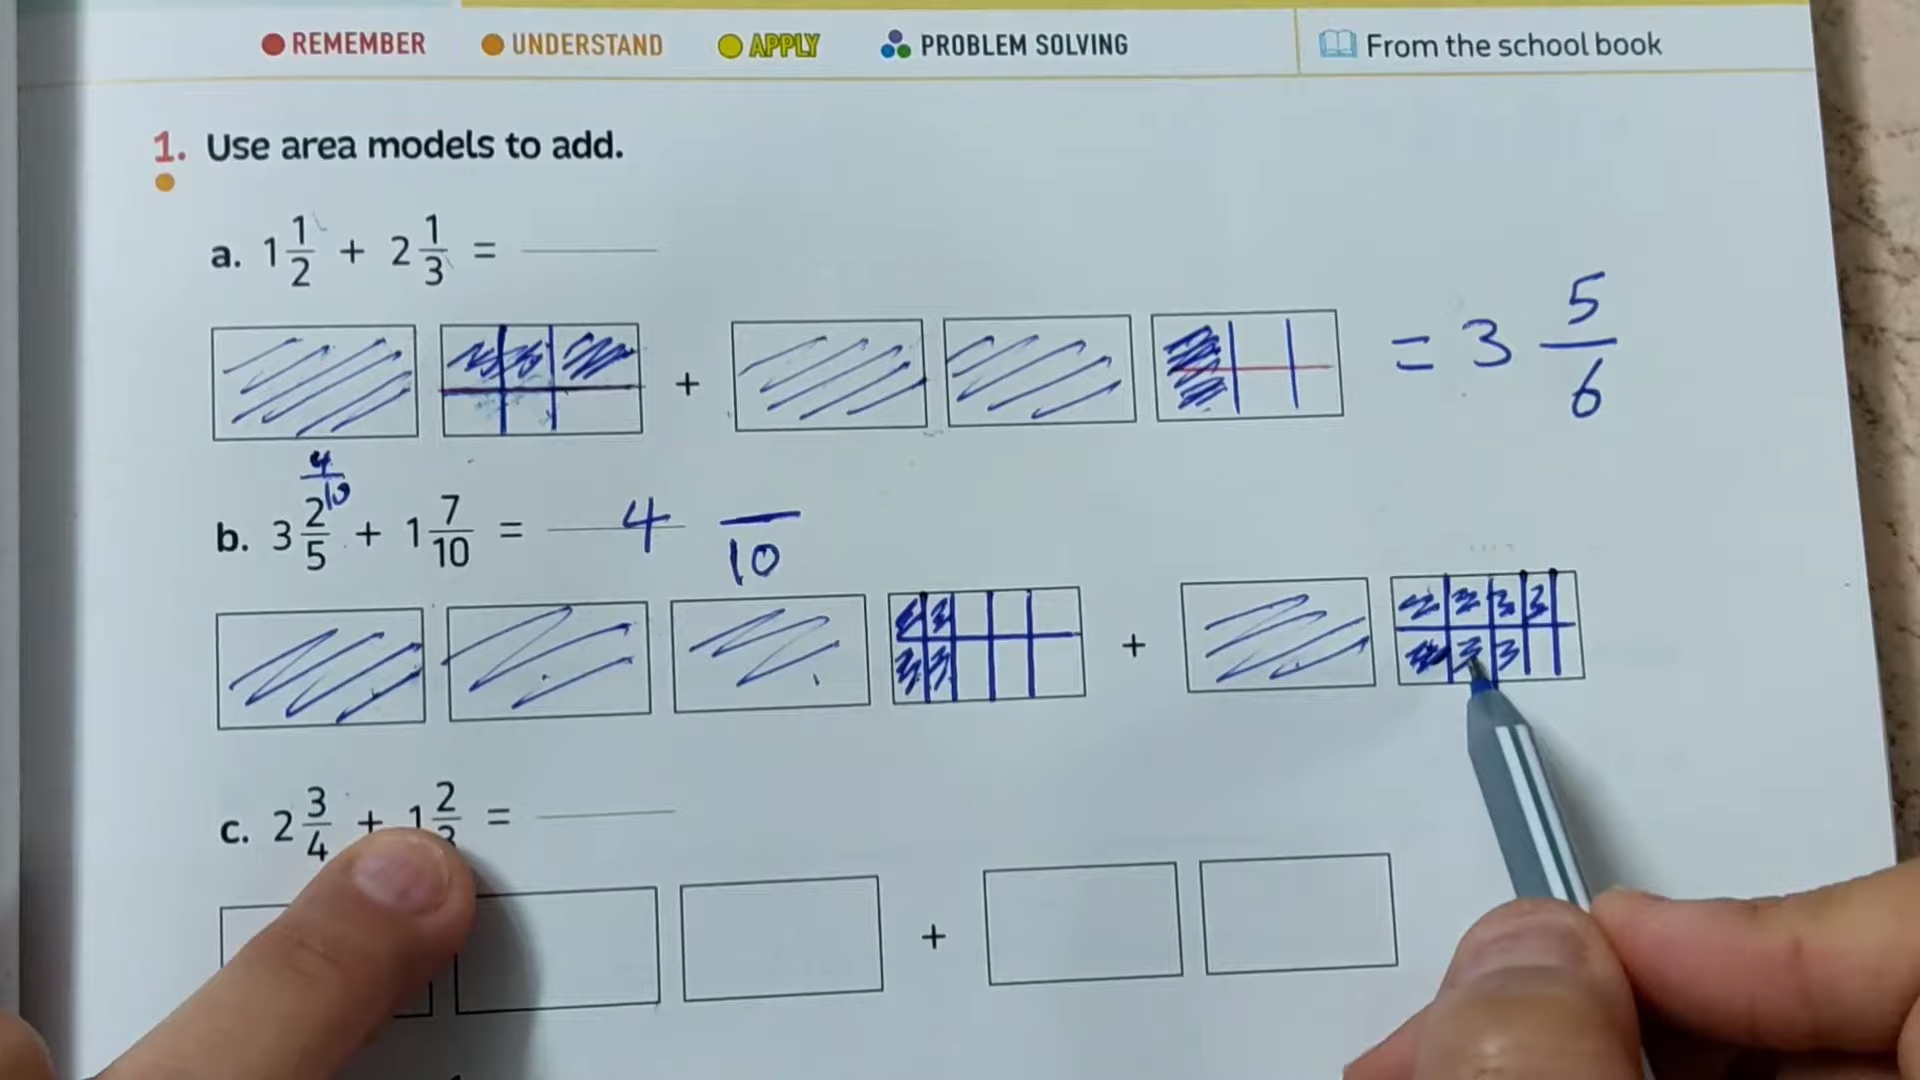 REMEMBER UNDERSTAND APPLY PROBLEM SOLVING From the school book
1. Use area models to add.
a. 1 1/2 + 2 1/3 =
+ = 3 5/6
4/10
b. 3 2/5 + 1 7/10 = 4 /10
+
c. 2 3/4 + 1 2/3 =
+